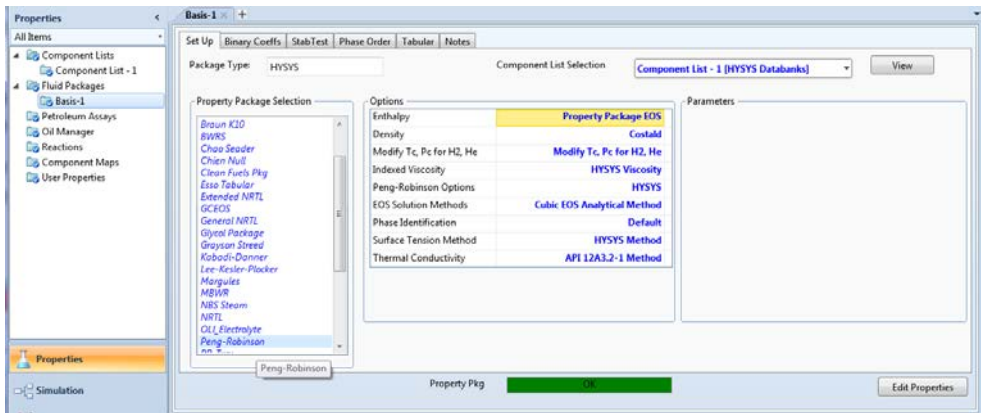 Properties <
All Items
Component Lists
Component List - 1
Fluid Packages
Basis-1
Petroleum Assays
Oil Manager
Reactions
Component Maps
User Properties
Properties
Simulation
Basis-1 × +
Set Up Binary Coeffs StabTest Phase Order Tabular Notes
Package Type: HYSYS Component List Selection Component List - 1 [HYSYS Databanks] View
Property Package Selection
Braun K10
BWRS
Chao Seader
Chien Null
Clean Fuels Pkg
Esso Tabular
Extended NRTL
GCEOS
General NRTL
Glycol Package
Grayson Streed
Kabadi-Danner
Lee-Kesler-Plocker
Margules
MBWR
NBS Steam
NRTL
OLI_Electrolyte
Peng-Robinson
Peng-Robinson
Options
Enthalpy Property Package EOS
Density Costald
Modify Tc, Pc for H2, He Modify Tc, Pc for H2, He
Indexed Viscosity HYSYS Viscosity
Peng-Robinson Options HYSYS
EOS Solution Methods Cubic EOS Analytical Method
Phase Identification Default
Surface Tension Method HYSYS Method
Thermal Conductivity API 12A3.2-1 Method
Parameters
Property Pkg OK Edit Properties